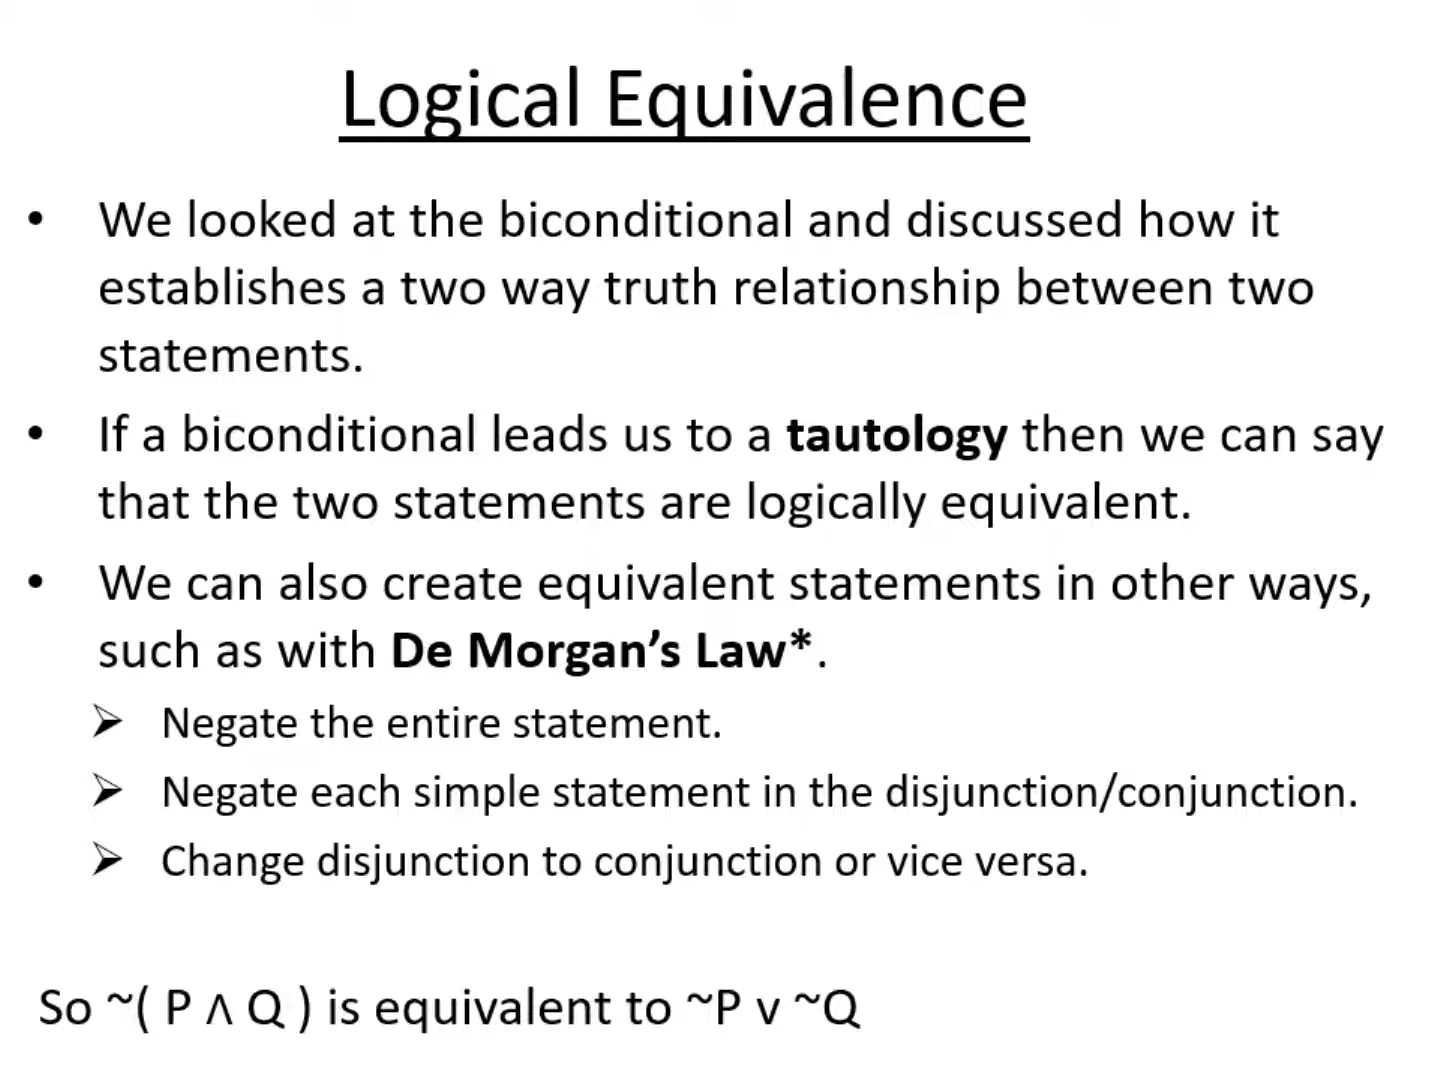 Logical Equivalence
• We looked at the biconditional and discussed how it
establishes a two way truth relationship between two
statements.
• If a biconditional leads us to a tautology then we can say
that the two statements are logically equivalent.
• We can also create equivalent statements in other ways,
such as with De Morgan’s Law*.
➢ Negate the entire statement.
➢ Negate each simple statement in the disjunction/conjunction.
➢ Change disjunction to conjunction or vice versa.
So ~( P ∧ Q ) is equivalent to ~P v ~Q